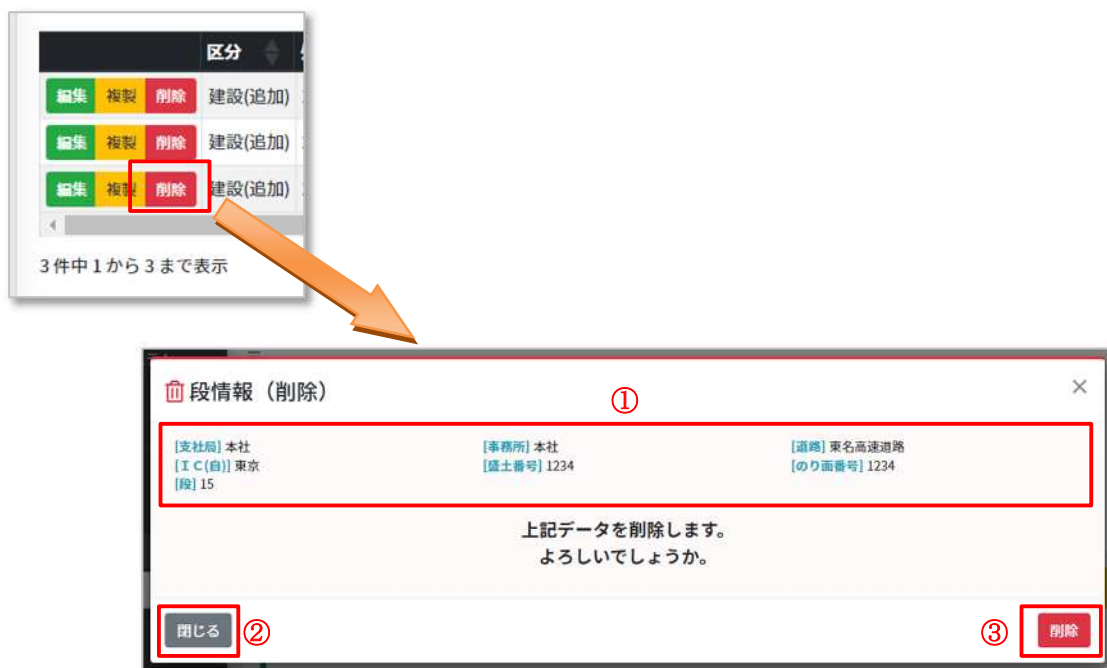 区分
編集 複製 削除 建設(追加)
編集 複製 削除 建設(追加)
編集 複製 削除 建設(追加)
3 件中 1 から 3 まで表示
段情報（削除）
①
[支社局] 本社 [事務所] 本社 [道路] 東名高速道路
[ＩＣ(自)] 東京 [盛土番号] 1234 [のり面番号] 1234
[段] 15
上記データを削除します。
よろしいでしょうか。
閉じる ② ③ 削除